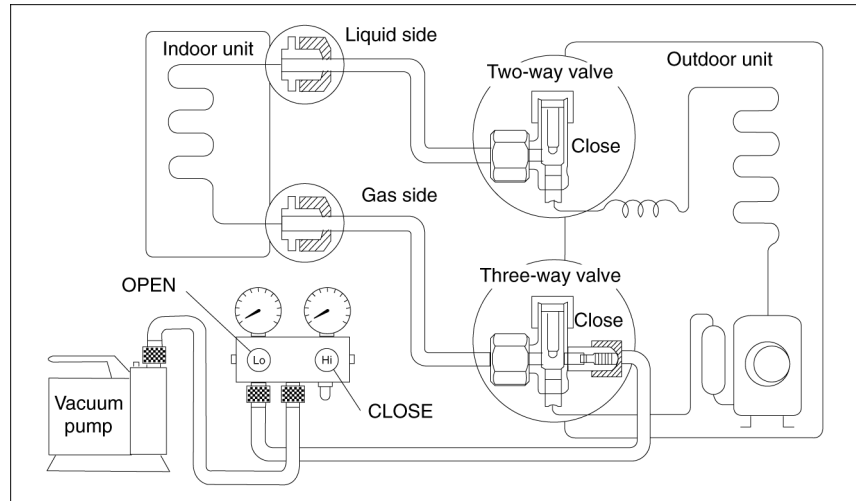 Liquid side
Indoor unit
Two-way valve
Outdoor unit
Close
Gas side
Three-way valve
OPEN
Close
Lo
Hi
CLOSE
Vacuum
pump